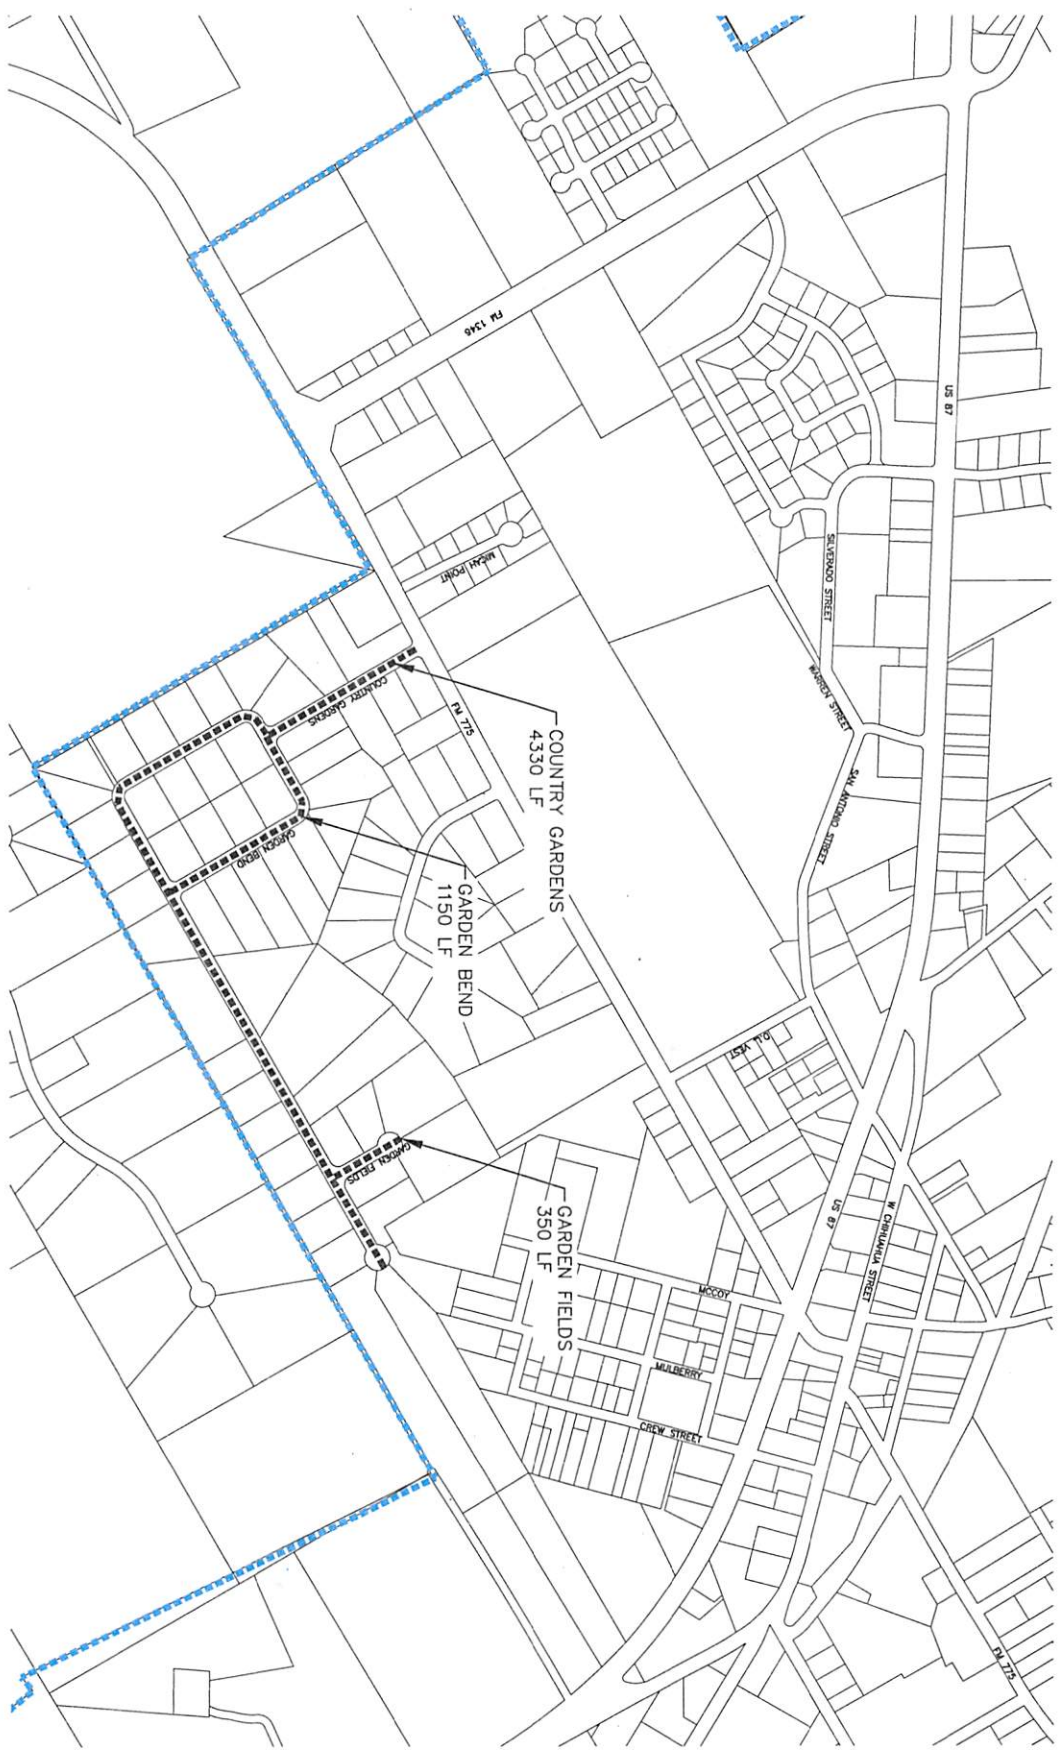 US 87
FM 1346
SILVERADO STREET
MICAH POINT
WARREN STREET
COUNTRY GARDENS
FM 775
COUNTRY GARDENS
4330 LF
SAN ANTONIO STREET
GARDEN BEND
GARDEN BEND
1150 LF
O.L. VEST
GARDEN FIELDS
GARDEN FIELDS
350 LF
US 87
W CHIHUAHUA STREET
MCCOY
MULBERRY
CREW STREET
FM 775